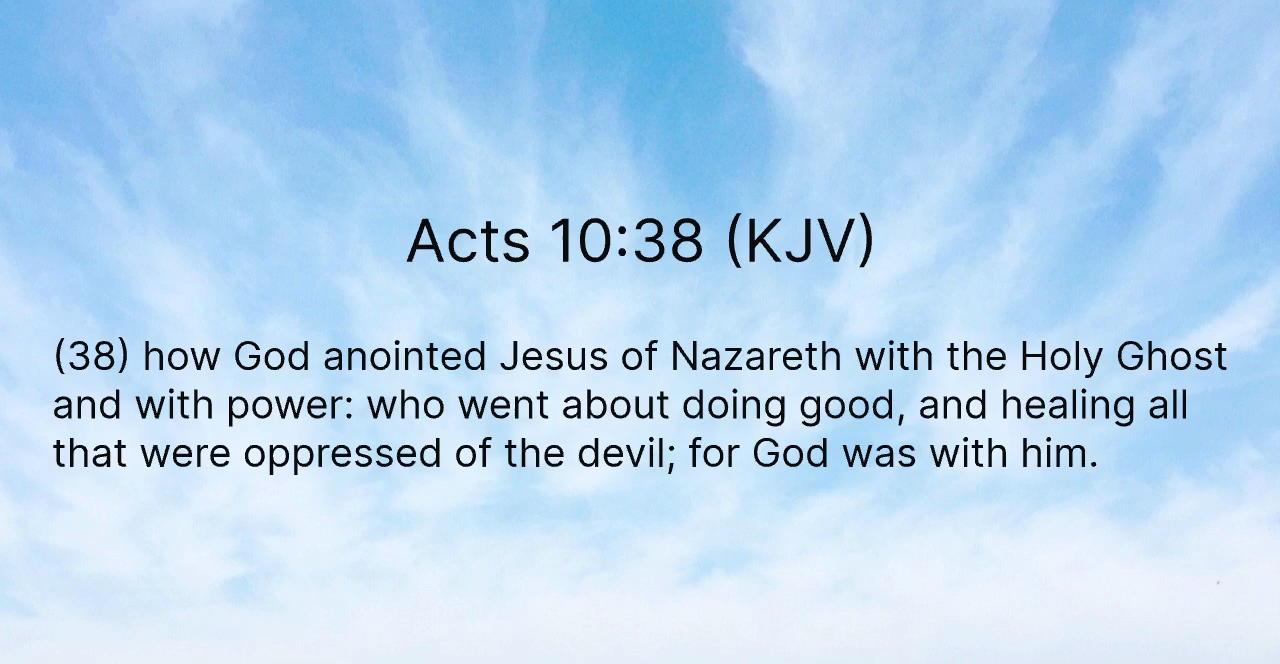 Acts 10:38 (KJV)
(38) how God anointed Jesus of Nazareth with the Holy Ghost
and with power: who went about doing good, and healing all
that were oppressed of the devil; for God was with him.